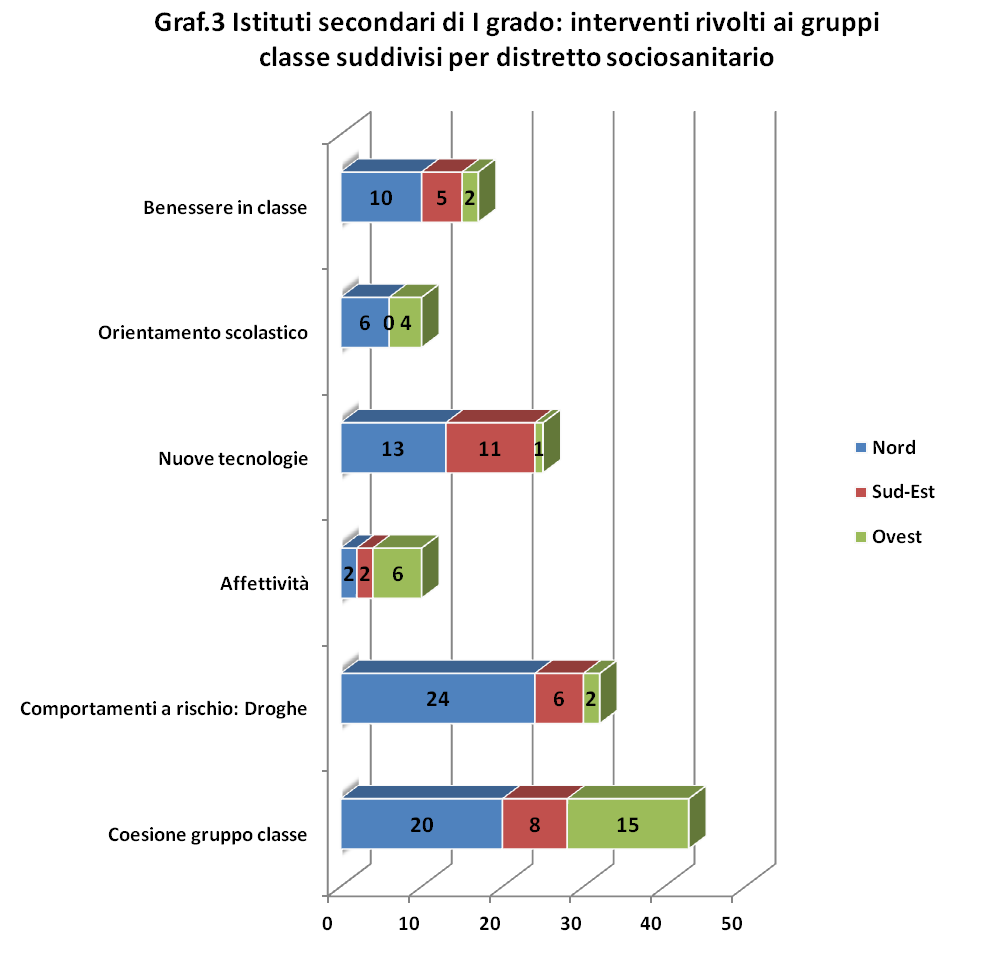 Graf.3 Istituti secondari di I grado: interventi rivolti ai gruppi
classe suddivisi per distretto sociosanitario
Benessere in classe
10 5 2
Orientamento scolastico
6 0 4
Nuove tecnologie
13 11 1
Affettività
2 2 6
Comportamenti a rischio: Droghe
24 6 2
Coesione gruppo classe
20 8 15
0 10 20 30 40 50
Nord
Sud-Est
Ovest